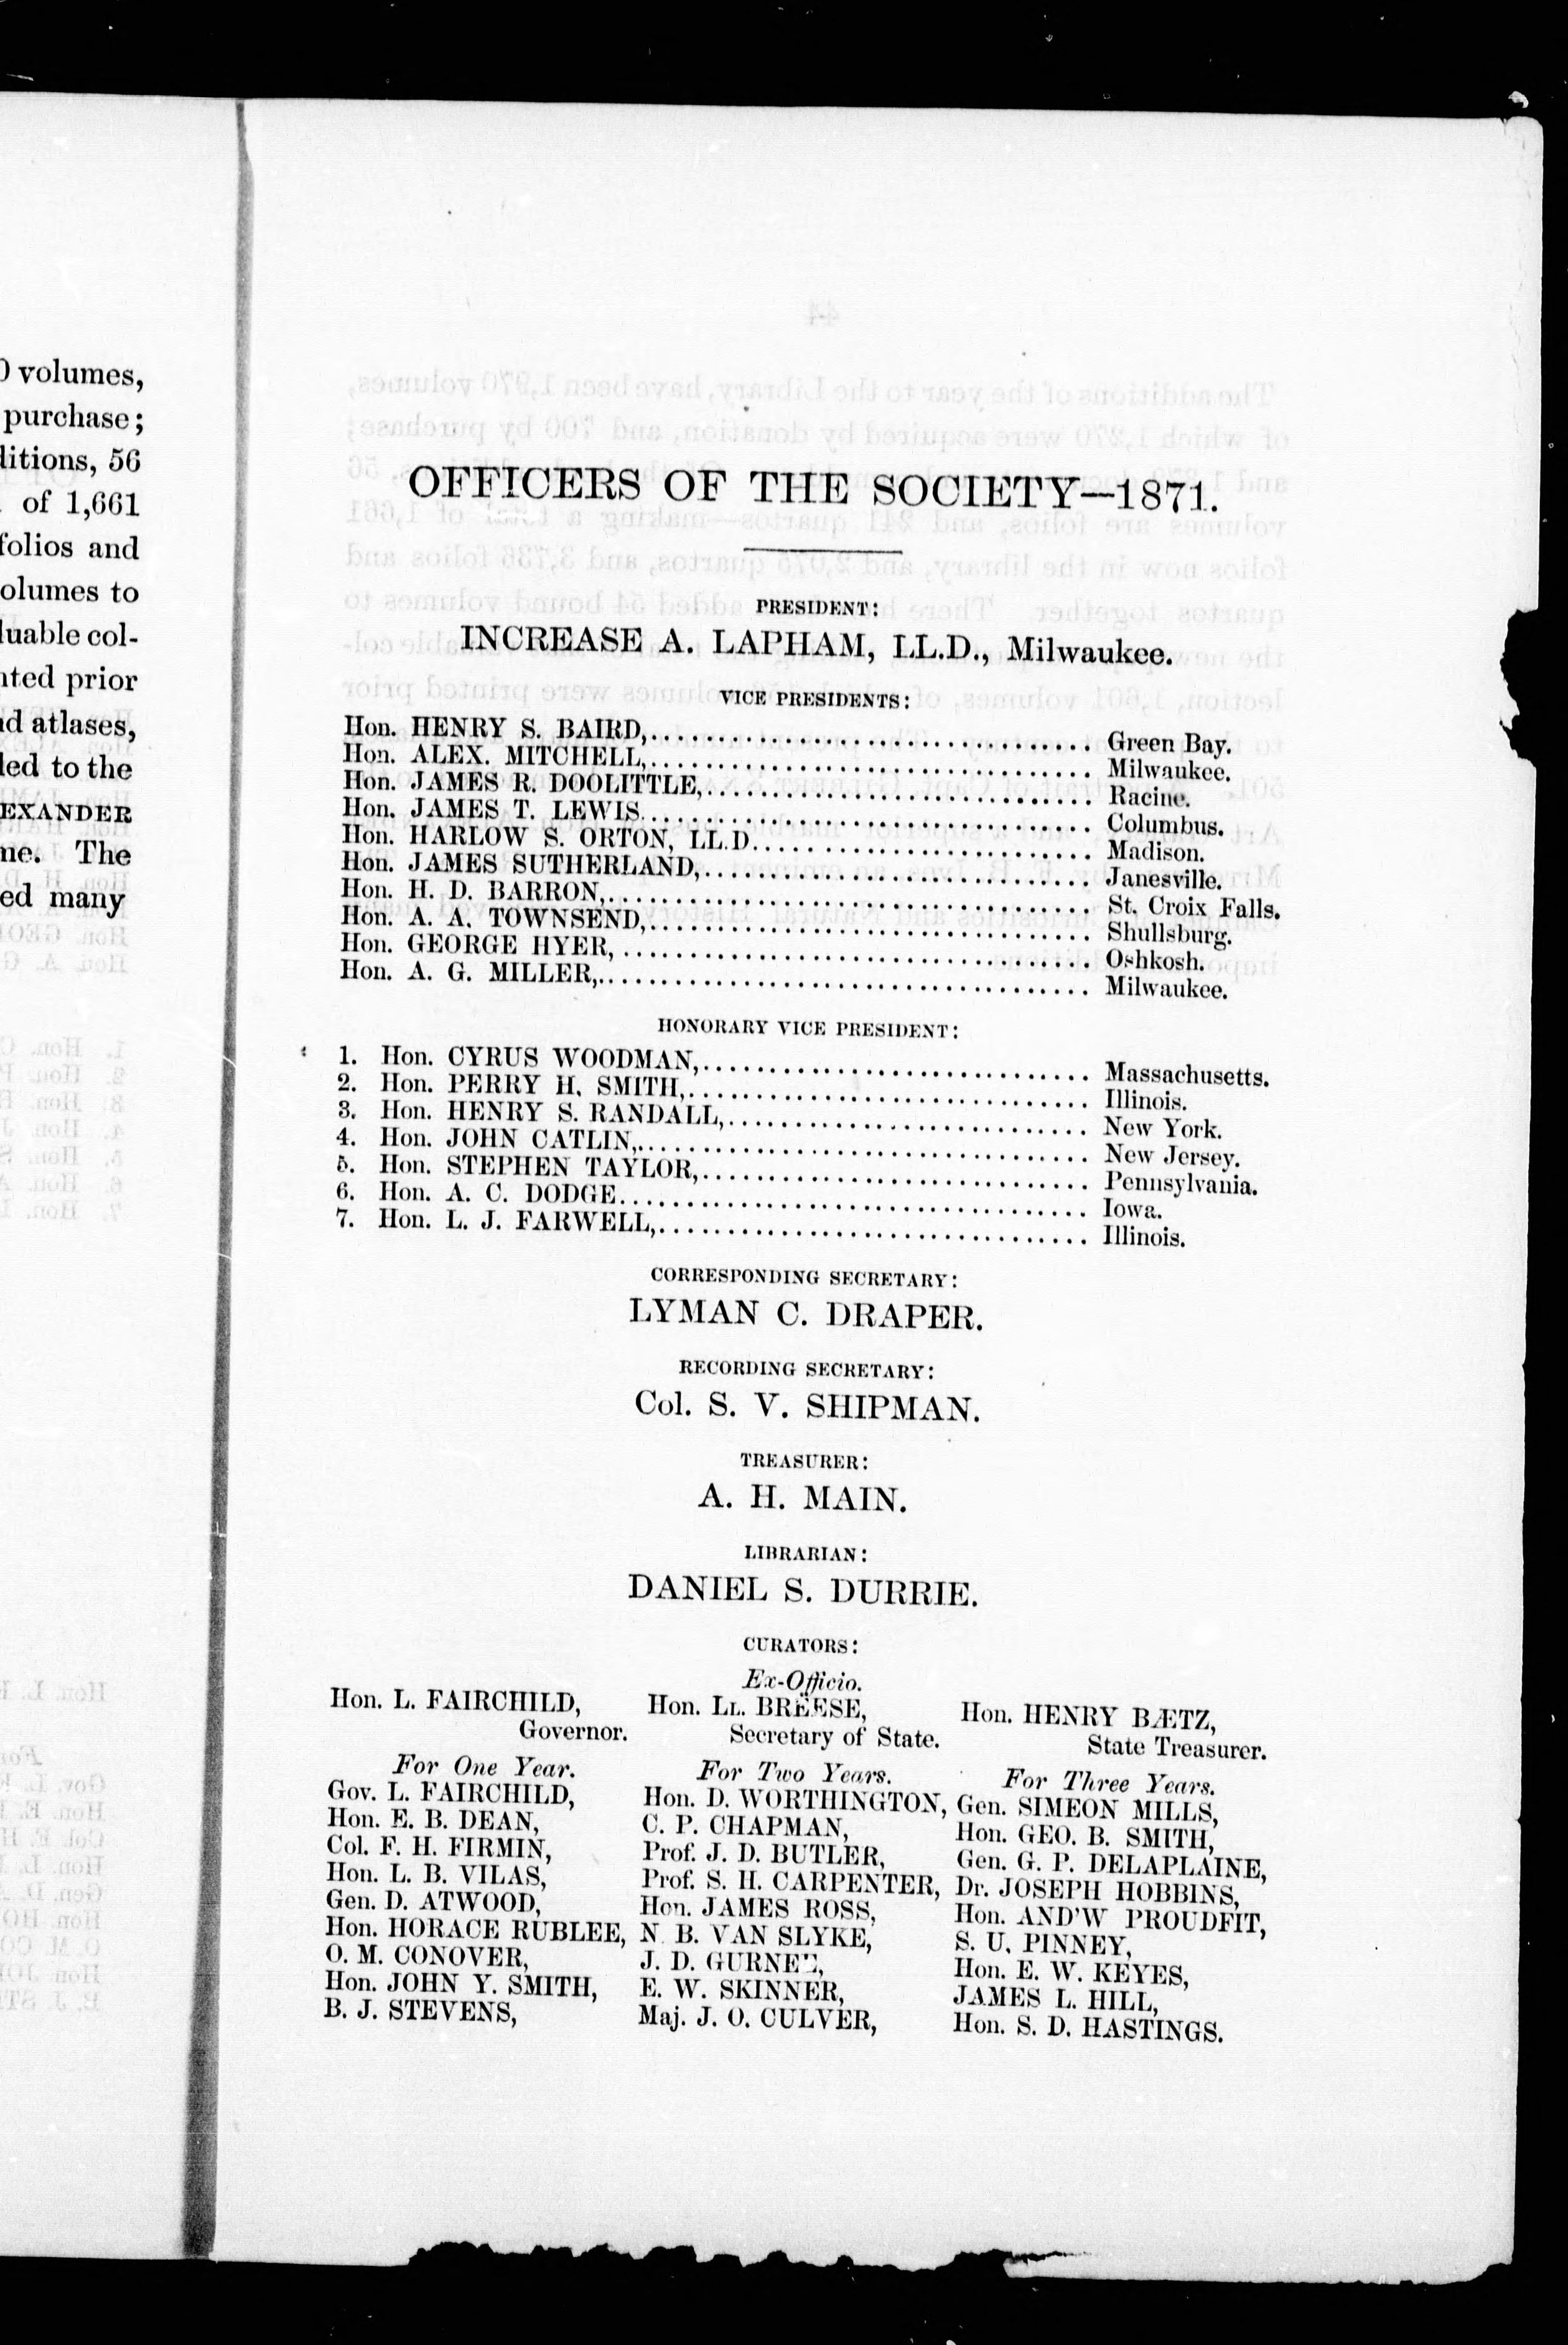 volumes,
purchase;
ditions, 56
of 1,661
folios and
olumes to
luable col-
nted prior
nd atlases,
led to the
EXANDER
me. The
ed many
OFFICERS OF THE SOCIETY—1871.
PRESIDENT:
INCREASE A. LAPHAM, LL.D., Milwaukee.
VICE PRESIDENTS:
Hon. HENRY S. BAIRD,........ Green Bay.
Hon. ALEX. MITCHELL,........ Milwaukee.
Hon. JAMES R. DOOLITTLE,........ Racine.
Hon. JAMES T. LEWIS........ Columbus.
Hon. HARLOW S. ORTON, LL.D........ Madison.
Hon. JAMES SUTHERLAND,........ Janesville.
Hon. H. D. BARRON,........ St. Croix Falls.
Hon. A. A. TOWNSEND,........ Shullsburg.
Hon. GEORGE HYER,........ Oshkosh.
Hon. A. G. MILLER,........ Milwaukee.
HONORARY VICE PRESIDENT:
1. Hon. CYRUS WOODMAN,........ Massachusetts.
2. Hon. PERRY H. SMITH,........ Illinois.
3. Hon. HENRY S. RANDALL,........ New York.
4. Hon. JOHN CATLIN,........ New Jersey.
5. Hon. STEPHEN TAYLOR,........ Pennsylvania.
6. Hon. A. C. DODGE........ Iowa.
7. Hon. L. J. FARWELL,........ Illinois.
CORRESPONDING SECRETARY:
LYMAN C. DRAPER.
RECORDING SECRETARY:
Col. S. V. SHIPMAN.
TREASURER:
A. H. MAIN.
LIBRARIAN:
DANIEL S. DURRIE.
CURATORS:
Ex-Officio.
Hon. L. FAIRCHILD, Hon. LL. BREESE, Hon. HENRY BÆTZ,
Governor. Secretary of State. State Treasurer.
For One Year. For Two Years. For Three Years.
Gov. L. FAIRCHILD, Hon. D. WORTHINGTON, Gen. SIMEON MILLS,
Hon. E. B. DEAN, C. P. CHAPMAN, Hon. GEO. B. SMITH,
Col. F. H. FIRMIN, Prof. J. D. BUTLER, Gen. G. P. DELAPLAINE,
Hon. L. B. VILAS, Prof. S. H. CARPENTER, Dr. JOSEPH HOBBINS,
Gen. D. ATWOOD, Hon. JAMES ROSS, Hon. AND'W PROUDFIT,
Hon. HORACE RUBLEE, N. B. VAN SLYKE, S. U. PINNEY,
O. M. CONOVER, J. D. GURNEE, Hon. E. W. KEYES,
Hon. JOHN Y. SMITH, E. W. SKINNER, JAMES L. HILL,
B. J. STEVENS, Maj. J. O. CULVER, Hon. S. D. HASTINGS.